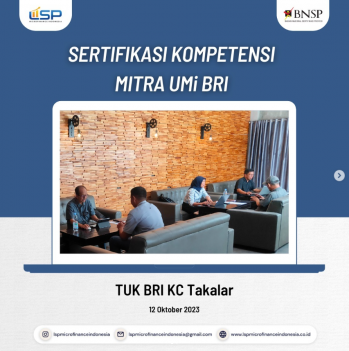 LSP
BNSP
SERTIFIKASI KOMPETENSI
MITRA UMi BRI
TUK BRI KC Takalar
12 Oktober 2023
lspmicrofinanceindonesia
lspmicrofinanceindonesia@gmail.com
www.lspmicrofinanceindonesia.co.id